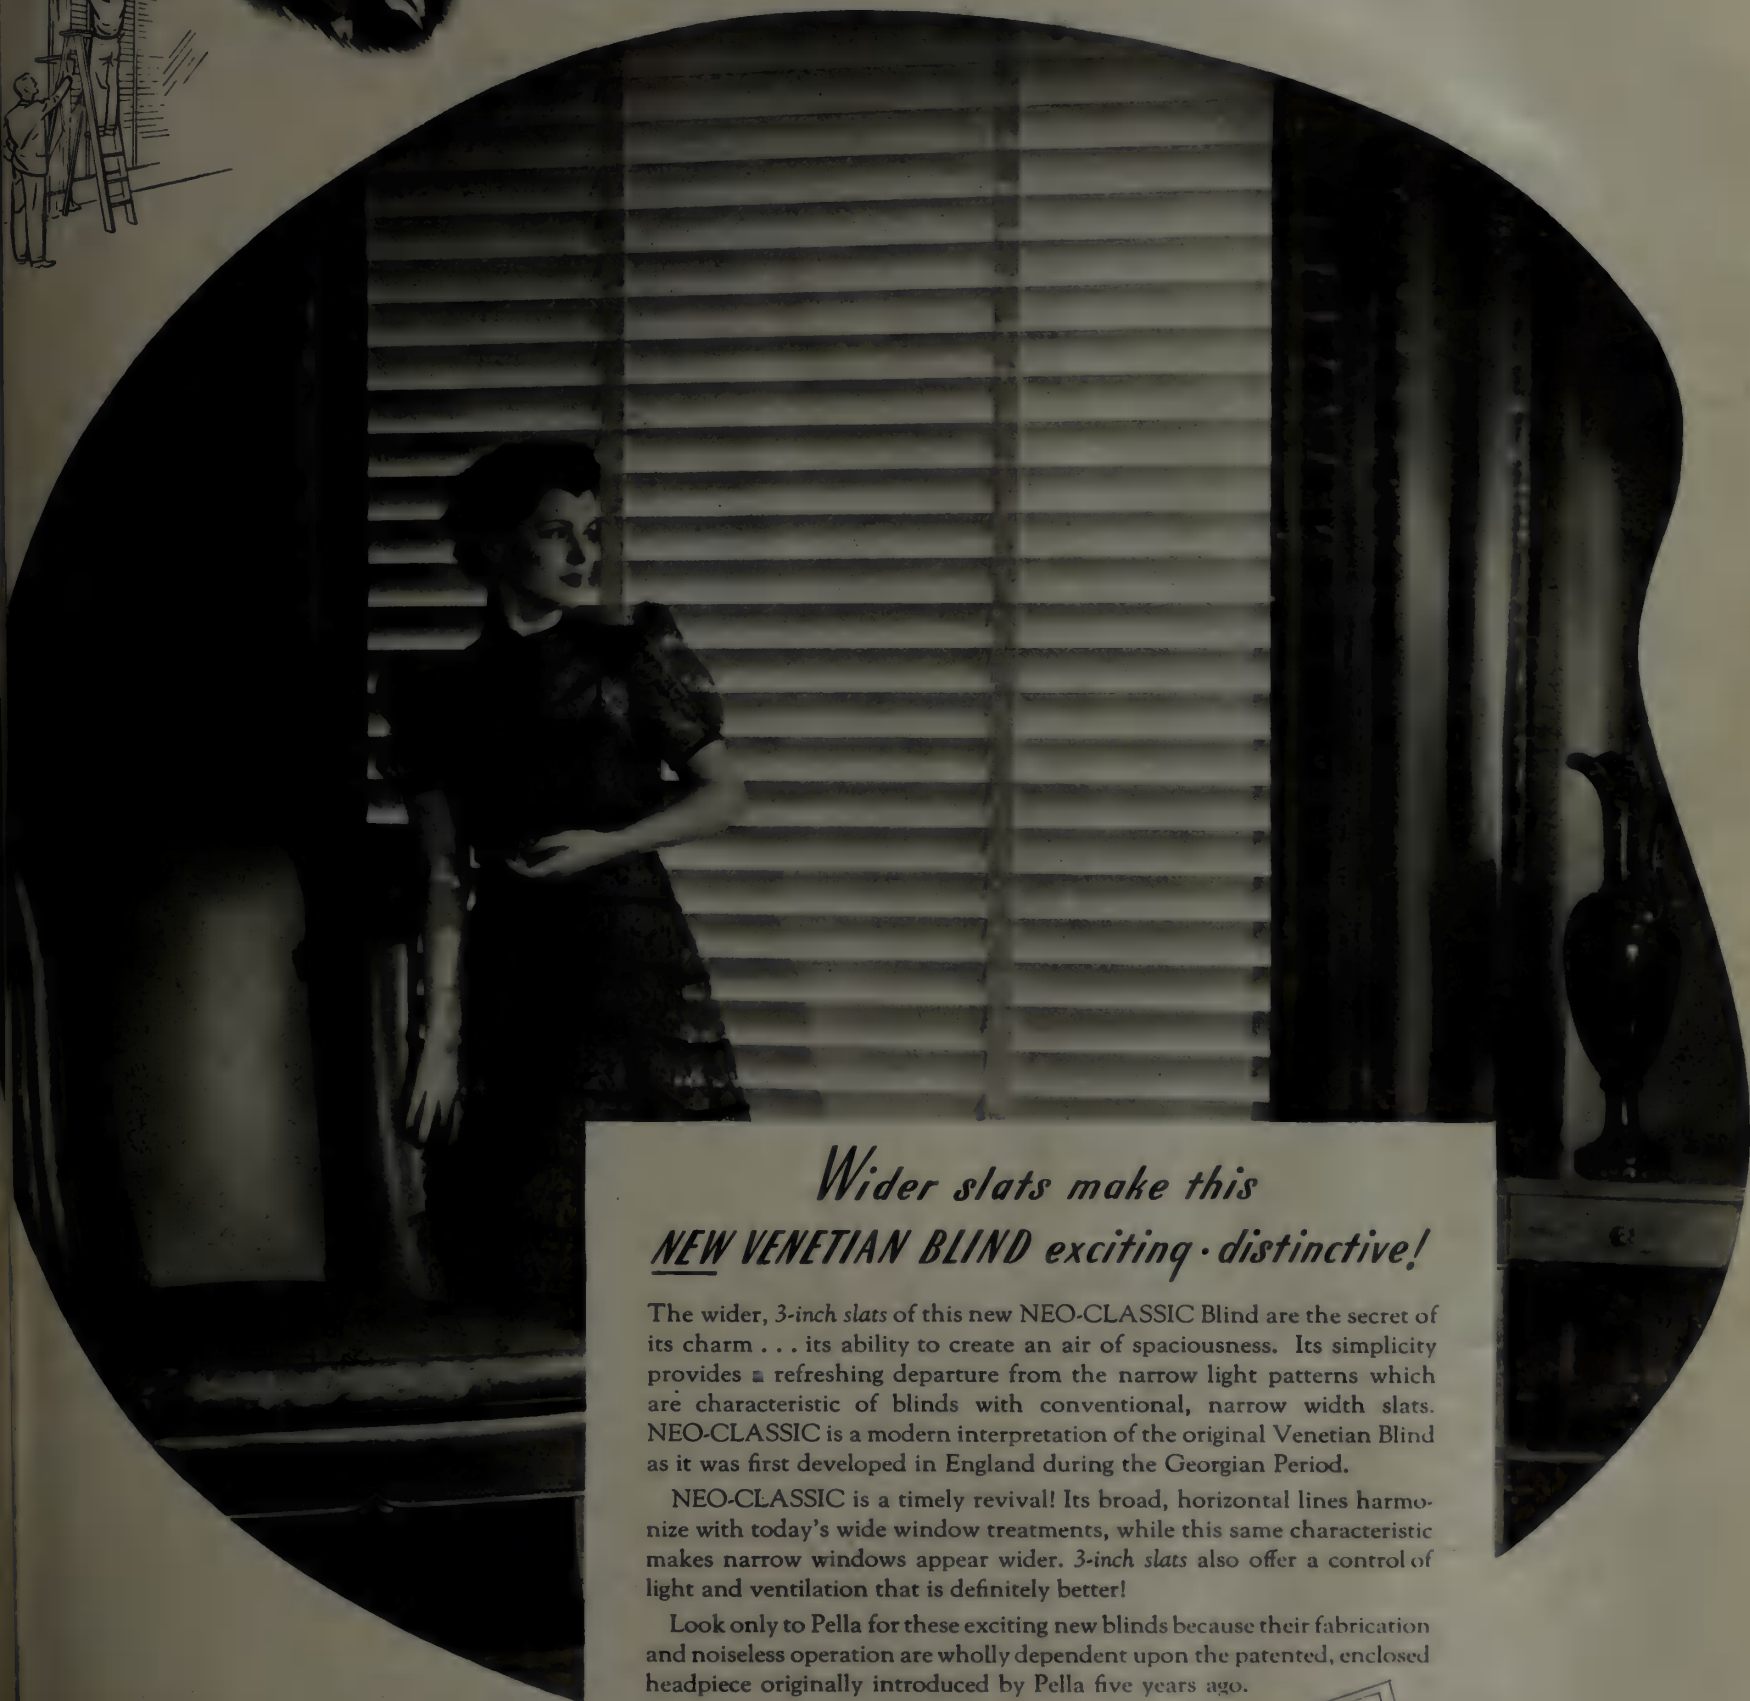 Wider slats make this
NEW VENETIAN BLIND exciting · distinctive!
The wider, 3-inch slats of this new NEO-CLASSIC Blind are the secret of
its charm . . . its ability to create an air of spaciousness. Its simplicity
provides a refreshing departure from the narrow light patterns which
are characteristic of blinds with conventional, narrow width slats.
NEO-CLASSIC is a modern interpretation of the original Venetian Blind
as it was first developed in England during the Georgian Period.
NEO-CLASSIC is a timely revival! Its broad, horizontal lines harmo-
nize with today's wide window treatments, while this same characteristic
makes narrow windows appear wider. 3-inch slats also offer a control of
light and ventilation that is definitely better!
Look only to Pella for these exciting new blinds because their fabrication
and noiseless operation are wholly dependent upon the patented, enclosed
headpiece originally introduced by Pella five years ago.